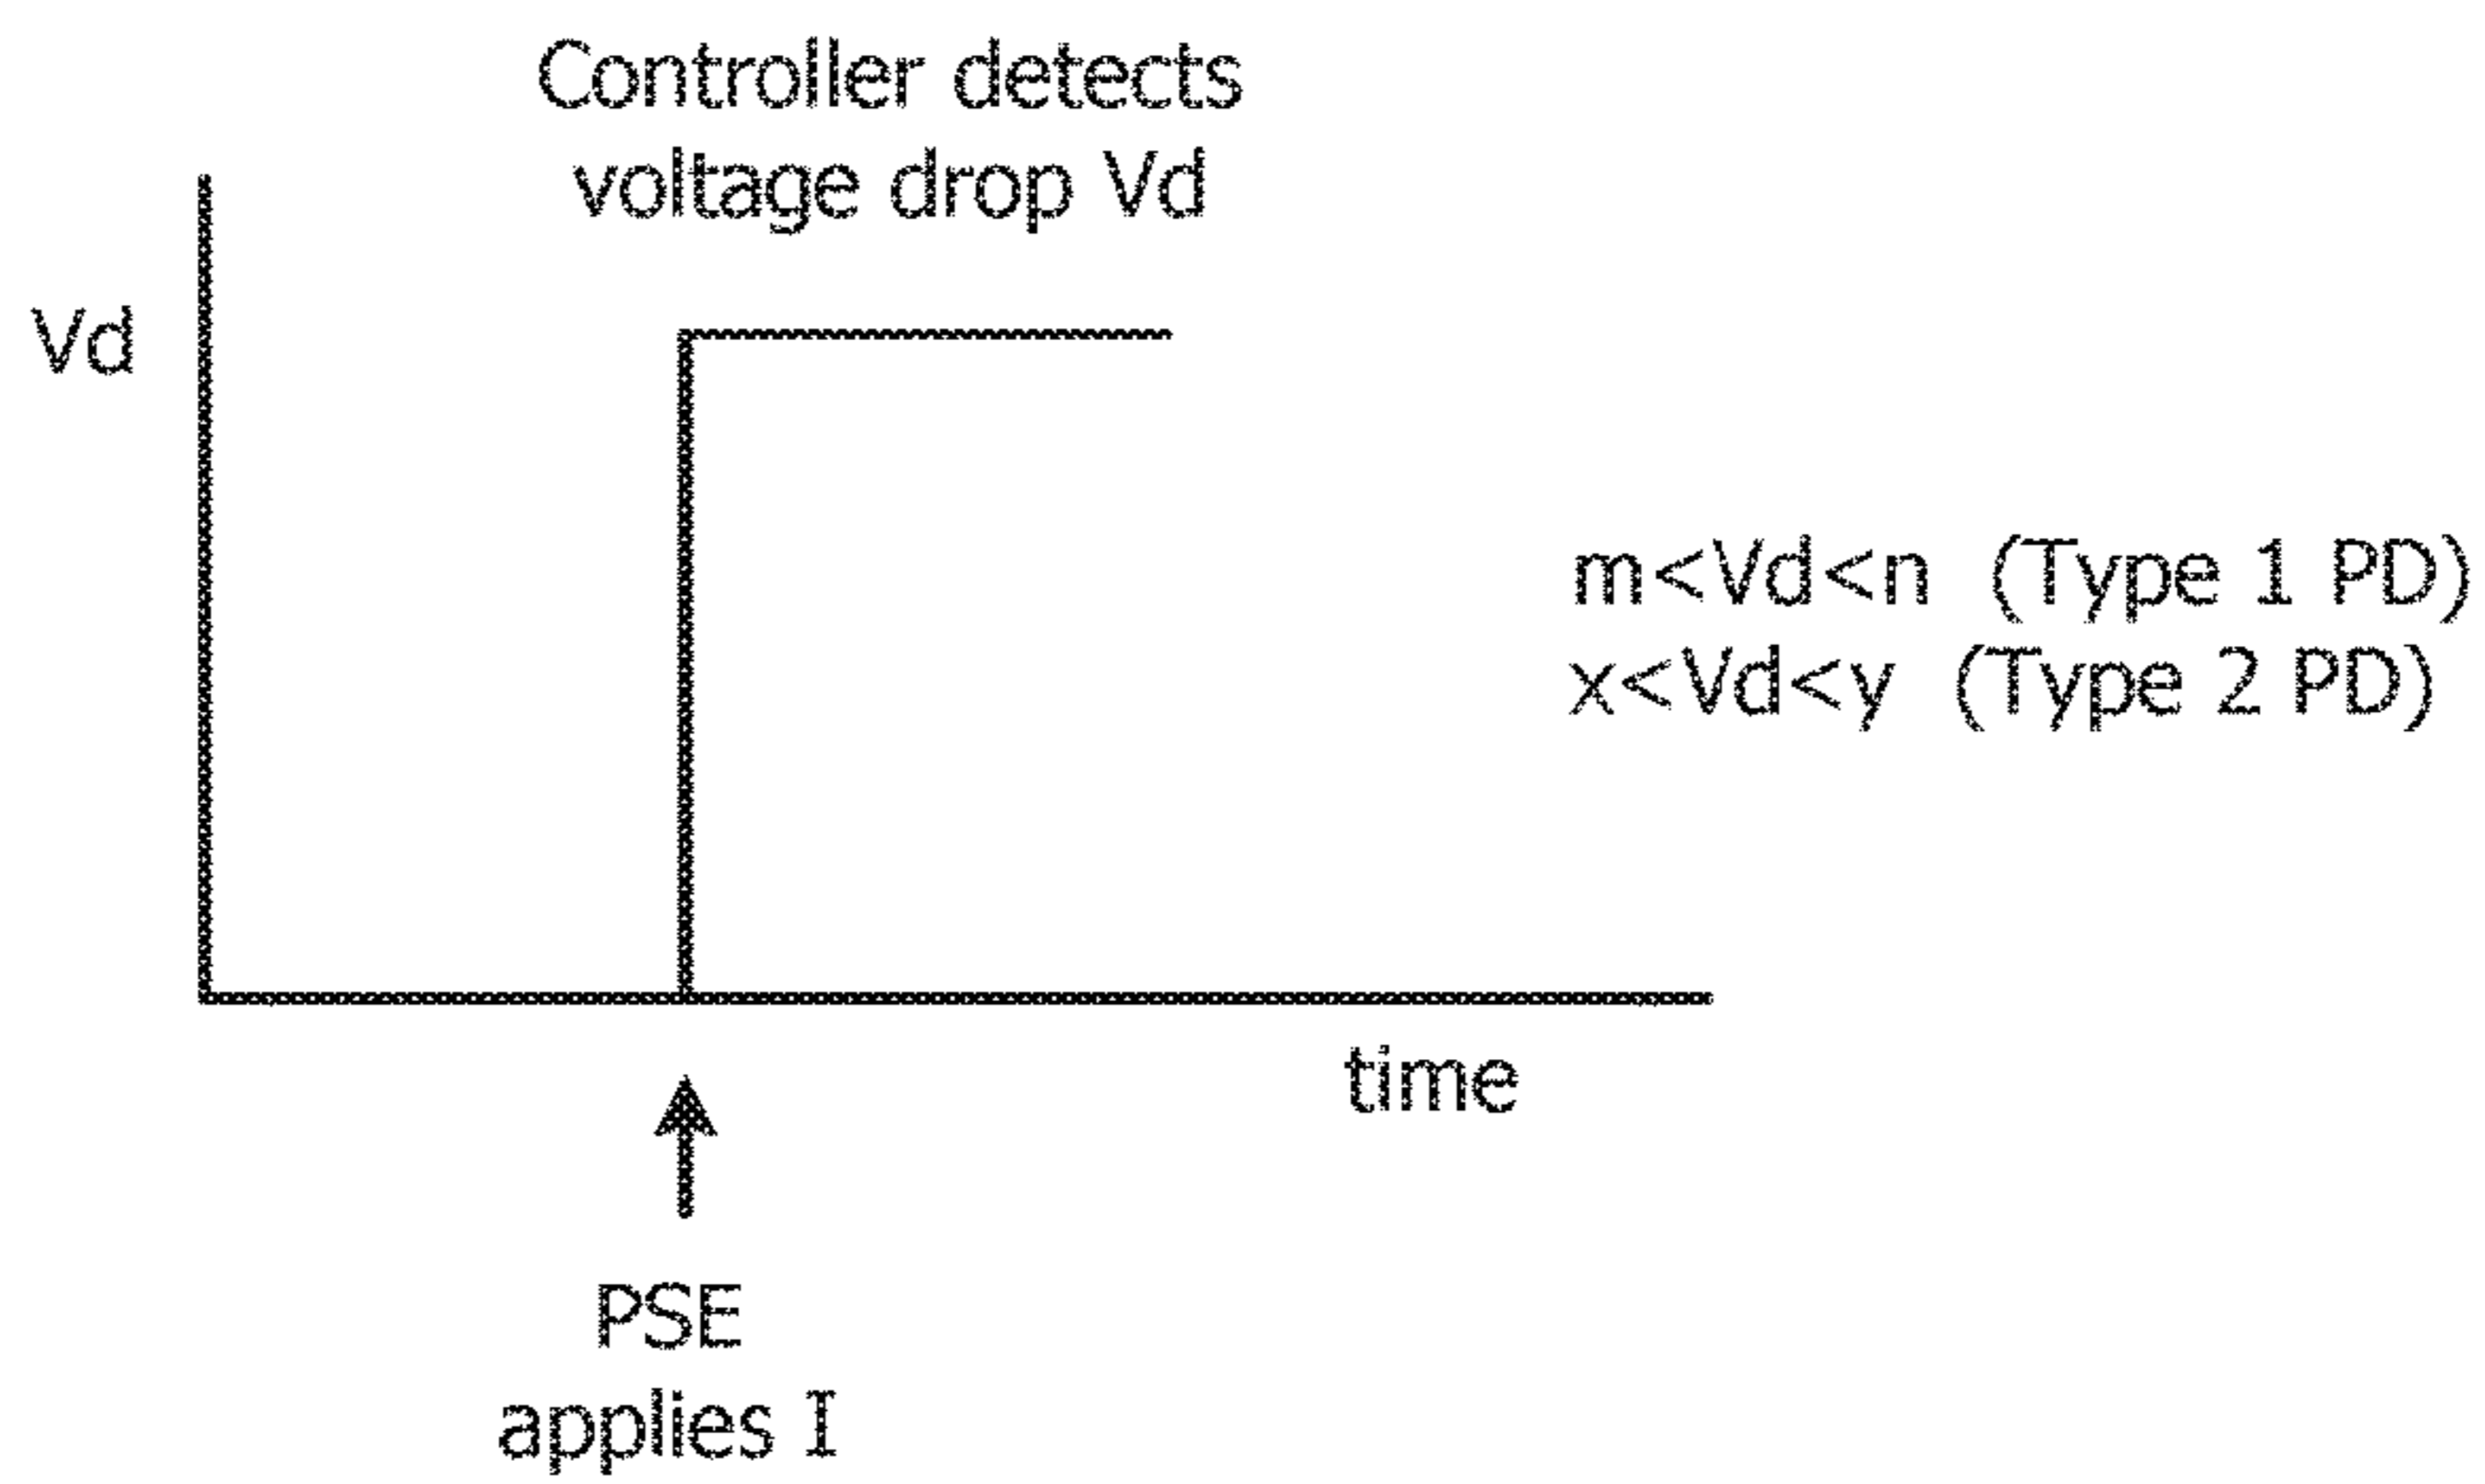 Controller detects
voltage drop Vd
Vd
m<Vd<n (Type 1 PD)
x<Vd<y (Type 2 PD)
time
PSE
applies I